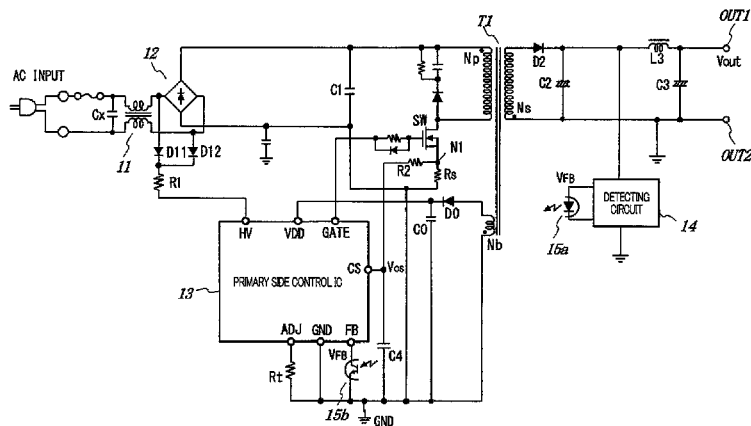 OUT1
T1
12
Np
D2
L3
Vout
AC INPUT
C1
C2
C3
Cx
SW
Ns
11
D11
D12
N1
OUT2
R2
Rs
R1
VFB
DETECTING
CIRCUIT
HV
VDD
GATE
C0
D0
Nb
15a
14
CS
Vcs
13
PRIMARY SIDE CONTROL IC
ADJ
GND
FB
C4
VFB
Rt
15b
GND